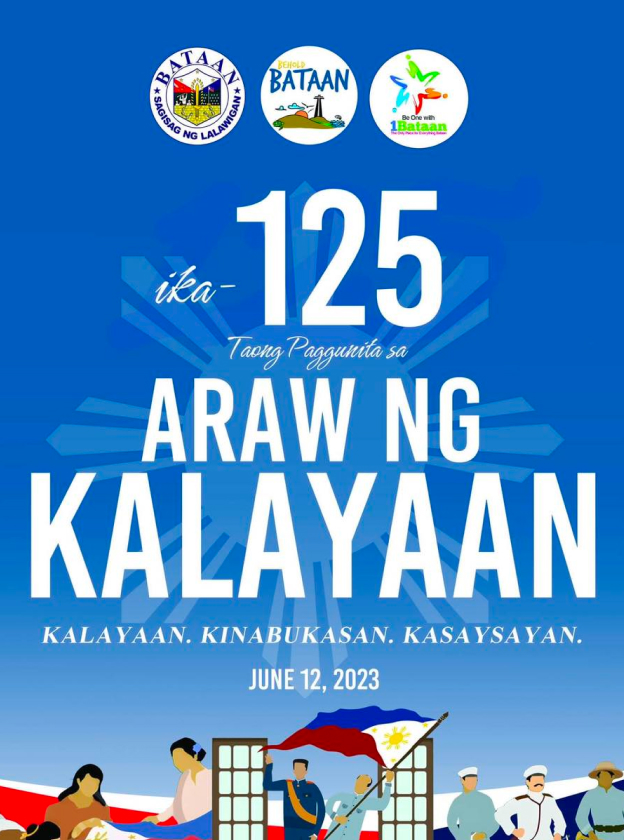 BATAAN
SAGISAG NG LALAWIGAN
BEHOLD
BATAAN
Be One with
1Bataan
ika-125
Taong Paggunita sa
ARAW NG
KALAYAAN
KALAYAAN. KINABUKASAN. KASAYSAYAN.
JUNE 12, 2023